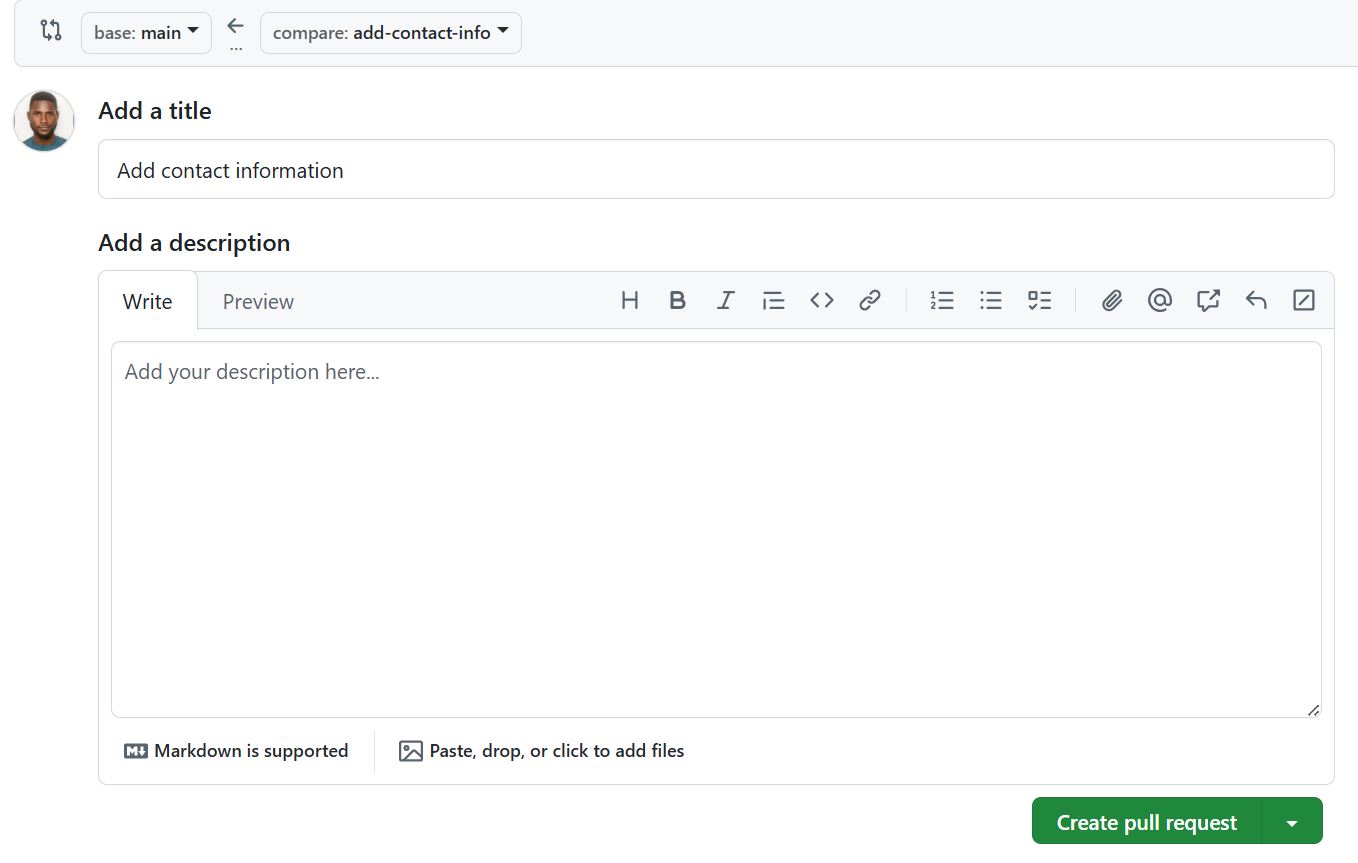 base: main ... compare: add-contact-info
Add a title
Add contact information
Add a description
Write Preview
Add your description here...
Markdown is supported Paste, drop, or click to add files
Create pull request